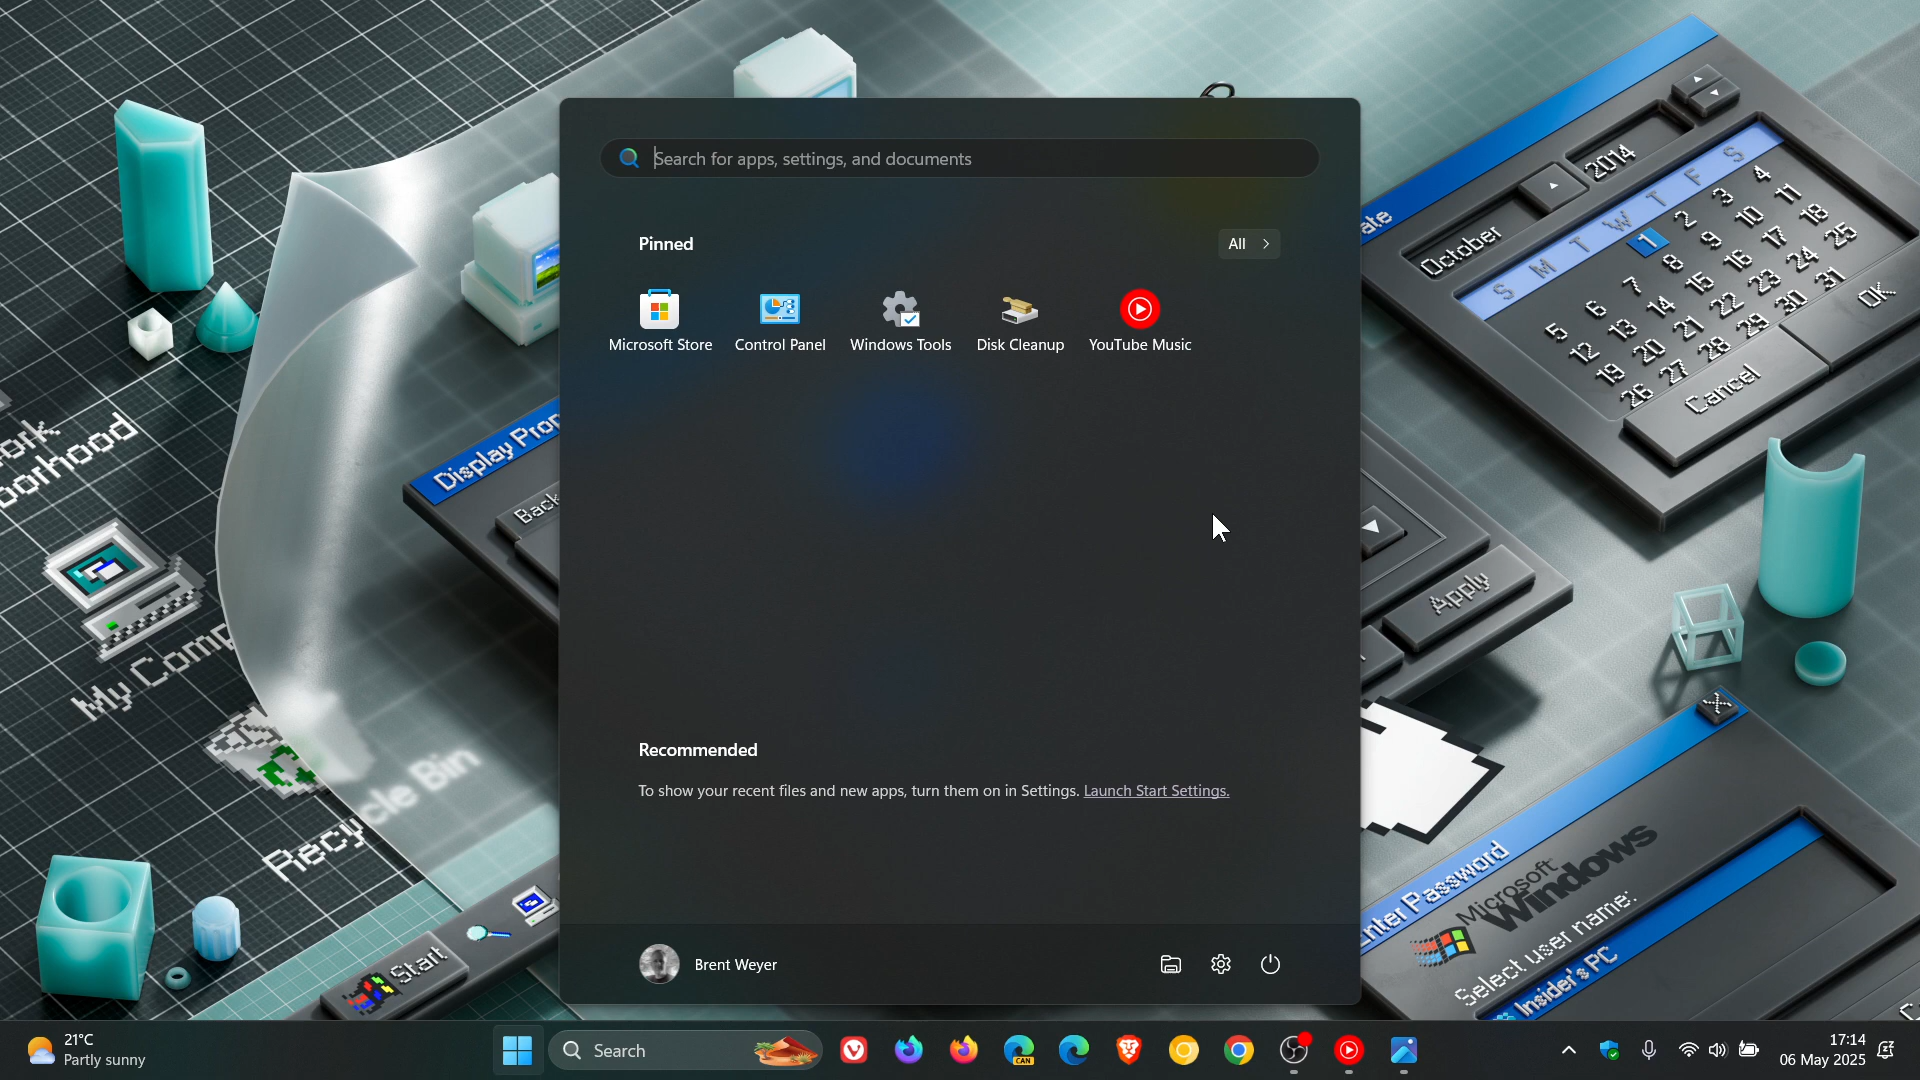 Search for apps, settings, and documents
Pinned
All
Microsoft Store
Control Panel
Windows Tools
Disk Cleanup
YouTube Music
Recommended
To show your recent files and new apps, turn them on in Settings. Launch Start Settings.
Brent Weyer
My Comp
Recycle Bin
Start
Display Prop
Back
October
2014
S M T W T F S
1 2 3 4
5 6 7 8 9 10 11
12 13 14 15 16 17 18
19 20 21 22 23 24 25
26 27 28 29 30 31
OK
Cancel
Apply
Enter Password
Microsoft
Windows
Select user name:
Insider's PC
21°C
Partly sunny
Search
CAN
17:14
06 May 2025